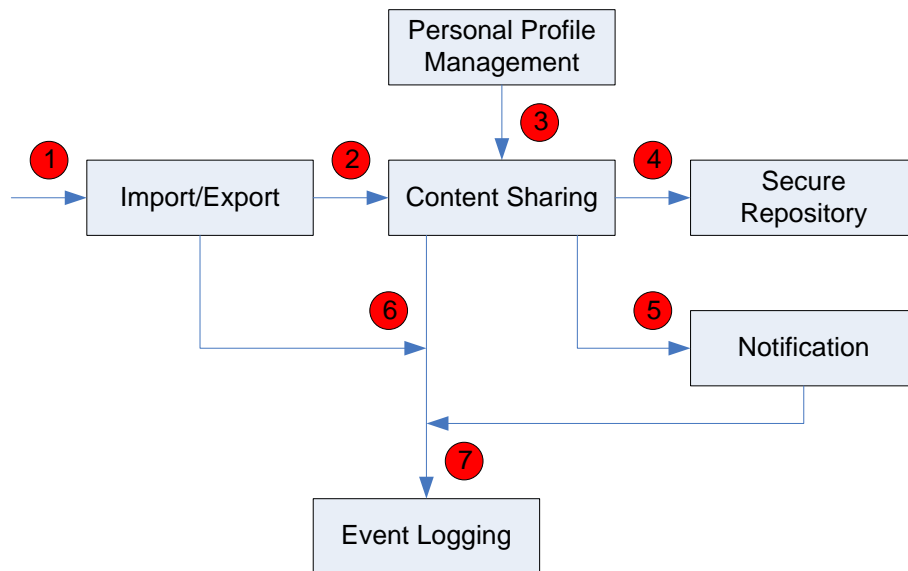 Personal Profile
Management
3
1
2
4
Import/Export
Content Sharing
Secure
Repository
6
5
Notification
7
Event Logging